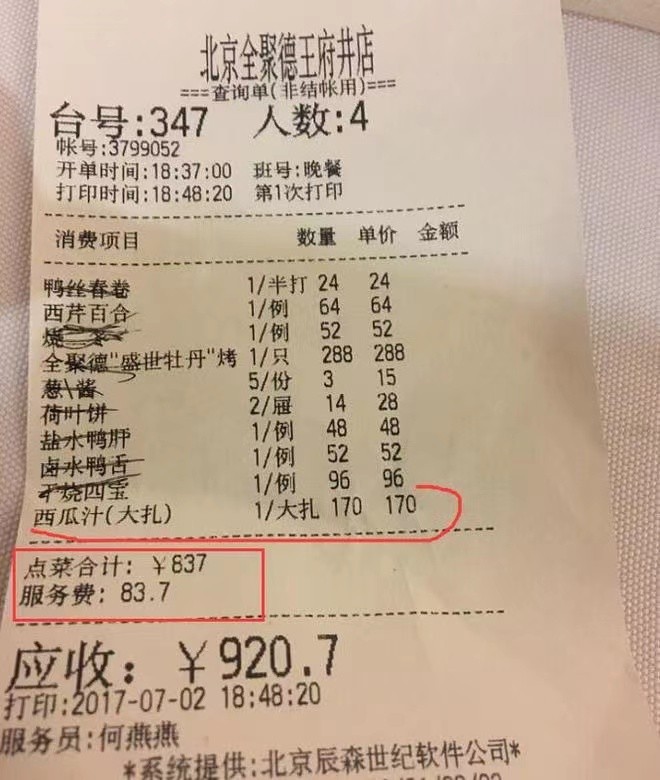 北京全聚德王府井店
===查询单(非结帐用)===
台号:347 人数:4
帐号:3799052
开单时间:18:37:00 班号:晚餐
打印时间:18:48:20 第1次打印
消费项目 数量 单价 金额
鸭丝春卷 1/半打 24 24
西芹百合 1/例 64 64
烧 1/例 52 52
全聚德"盛世牡丹"烤 1/只 288 288
葱\酱 5/份 3 15
荷叶饼 2/屉 14 28
盐水鸭肝 1/例 48 48
卤水鸭舌 1/例 52 52
干烧四宝 1/例 96 96
西瓜汁(大扎) 1/大扎 170 170
点菜合计: ¥837
服务费: 83.7
应收: ¥920.7
打印:2017-07-02 18:48:20
服务员:何燕燕
*系统提供:北京辰森世纪软件公司*